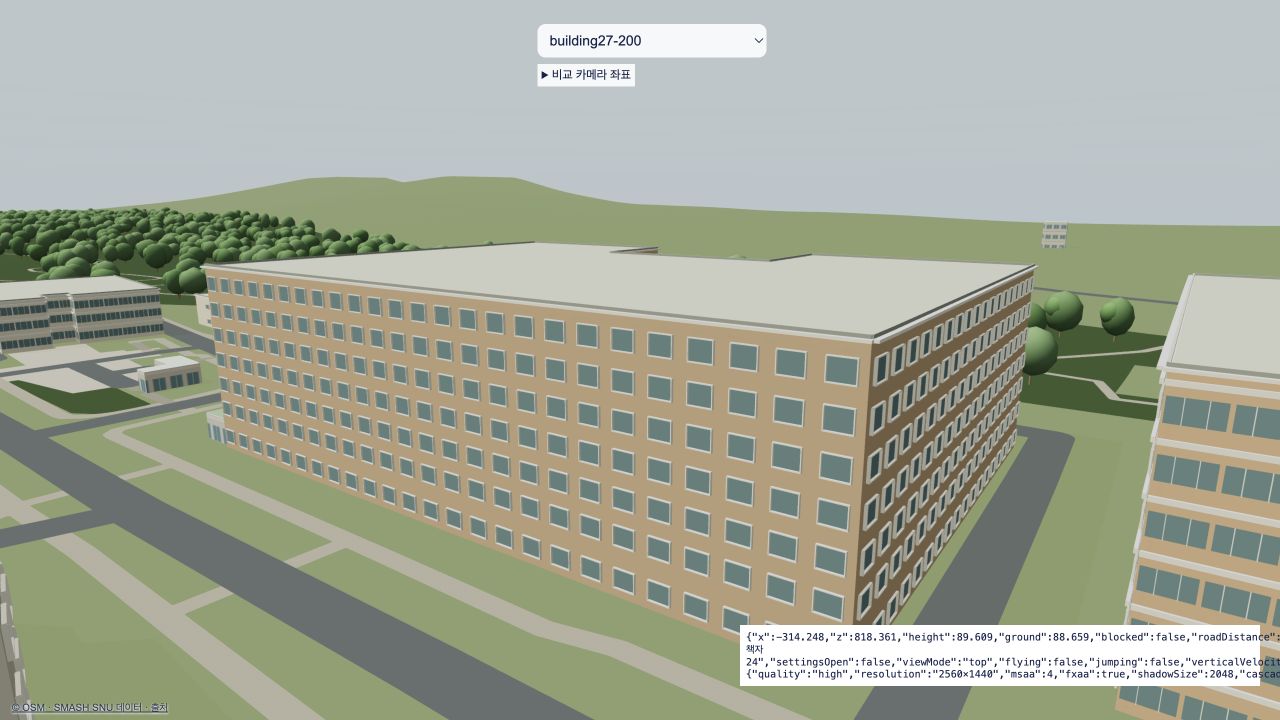 building27-200
▶ 비교 카메라 좌표
{"x":−314.248,"z":818.361,"height":89.609,"ground":88.659,"blocked":false,"roadDistance":
책자
24","settingsOpen":false,"viewMode":"top","flying":false,"jumping":false,"verticalVelocit
{"quality":"high","resolution":"2560×1440","msaa":4,"fxaa":true,"shadowSize":2048,"casca
© OSM · SMASH SNU 데이터 · 출처